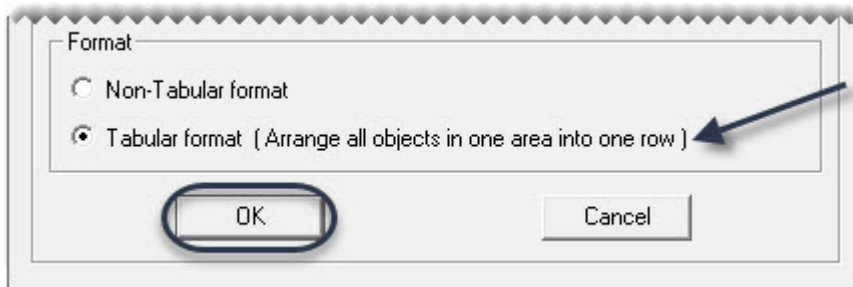 Format
Non-Tabular format
Tabular format ( Arrange all objects in one area into one row )
OK
Cancel